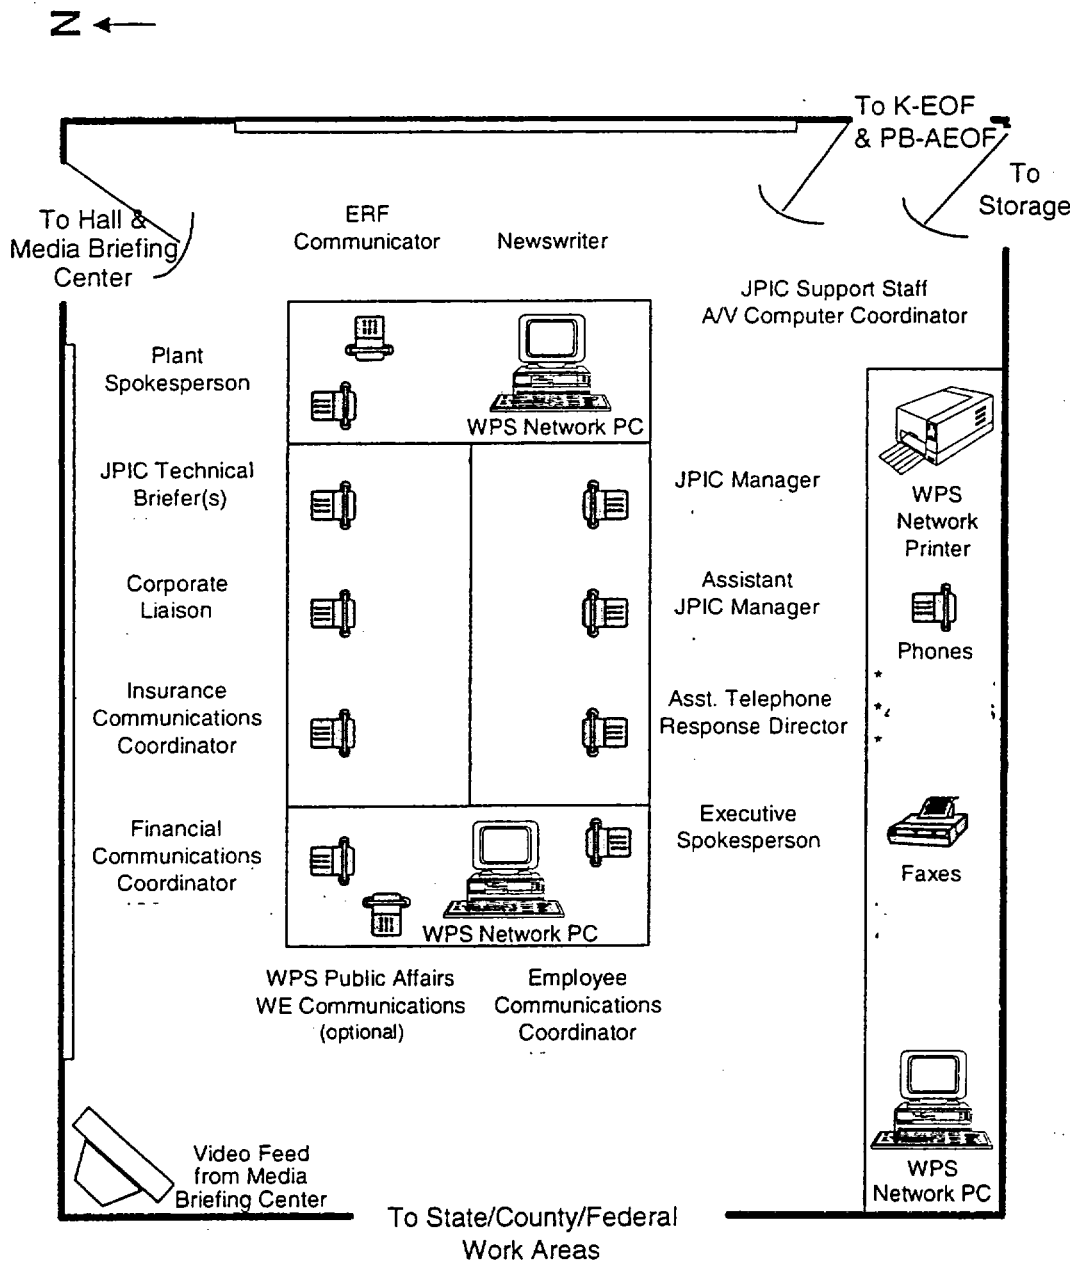 N
To K-EOF
& PB-AEOF
To
Storage
To Hall &
Media Briefing
Center
ERF
Communicator
Newswriter
JPIC Support Staff
A/V Computer Coordinator
Plant
Spokesperson
WPS Network PC
JPIC Technical
Briefer(s)
JPIC Manager
WPS
Network
Printer
Corporate
Liaison
Assistant
JPIC Manager
Phones
Insurance
Communications
Coordinator
Asst. Telephone
Response Director
*
*
*
Financial
Communications
Coordinator
Executive
Spokesperson
Faxes
WPS Network PC
WPS Public Affairs
WE Communications
(optional)
Employee
Communications
Coordinator
Video Feed
from Media
Briefing Center
WPS
Network PC
To State/County/Federal
Work Areas